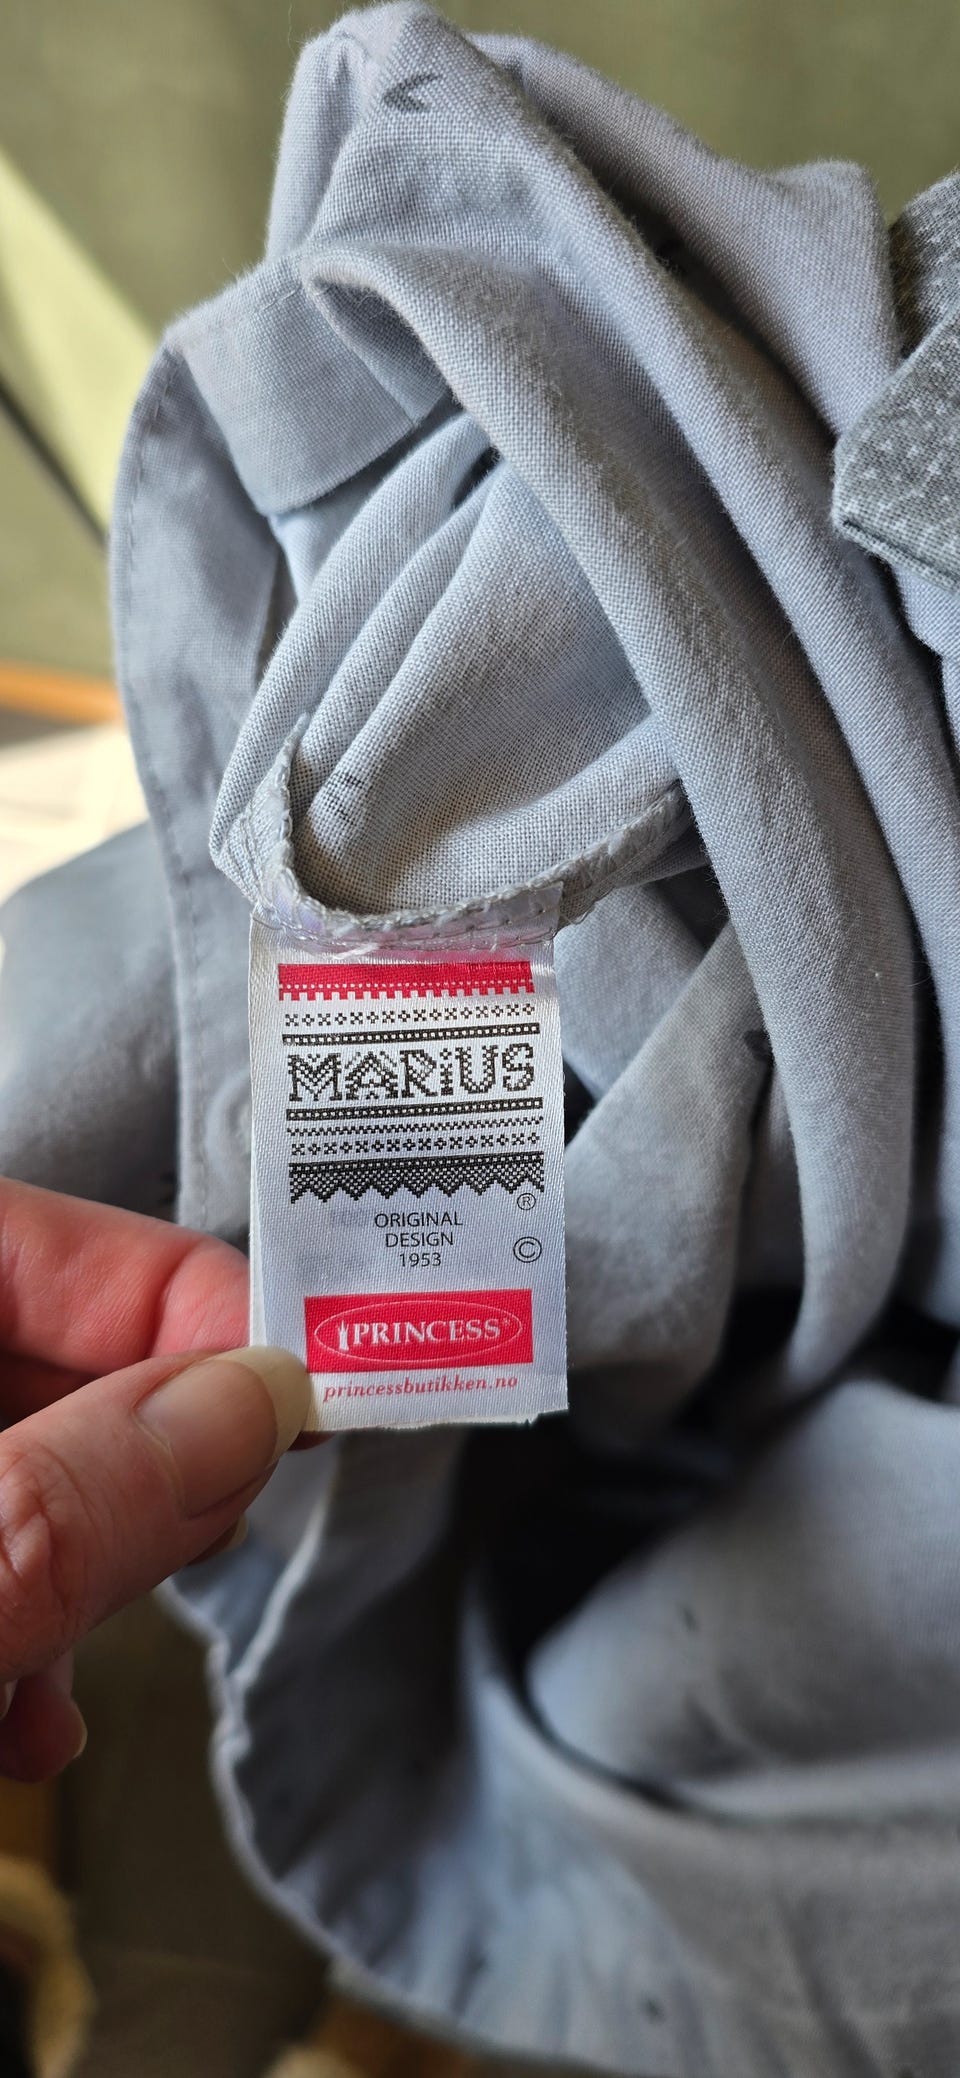 MARiUS
®
ORIGINAL
DESIGN
1953
©
PRINCESS®
princessbutikken.no